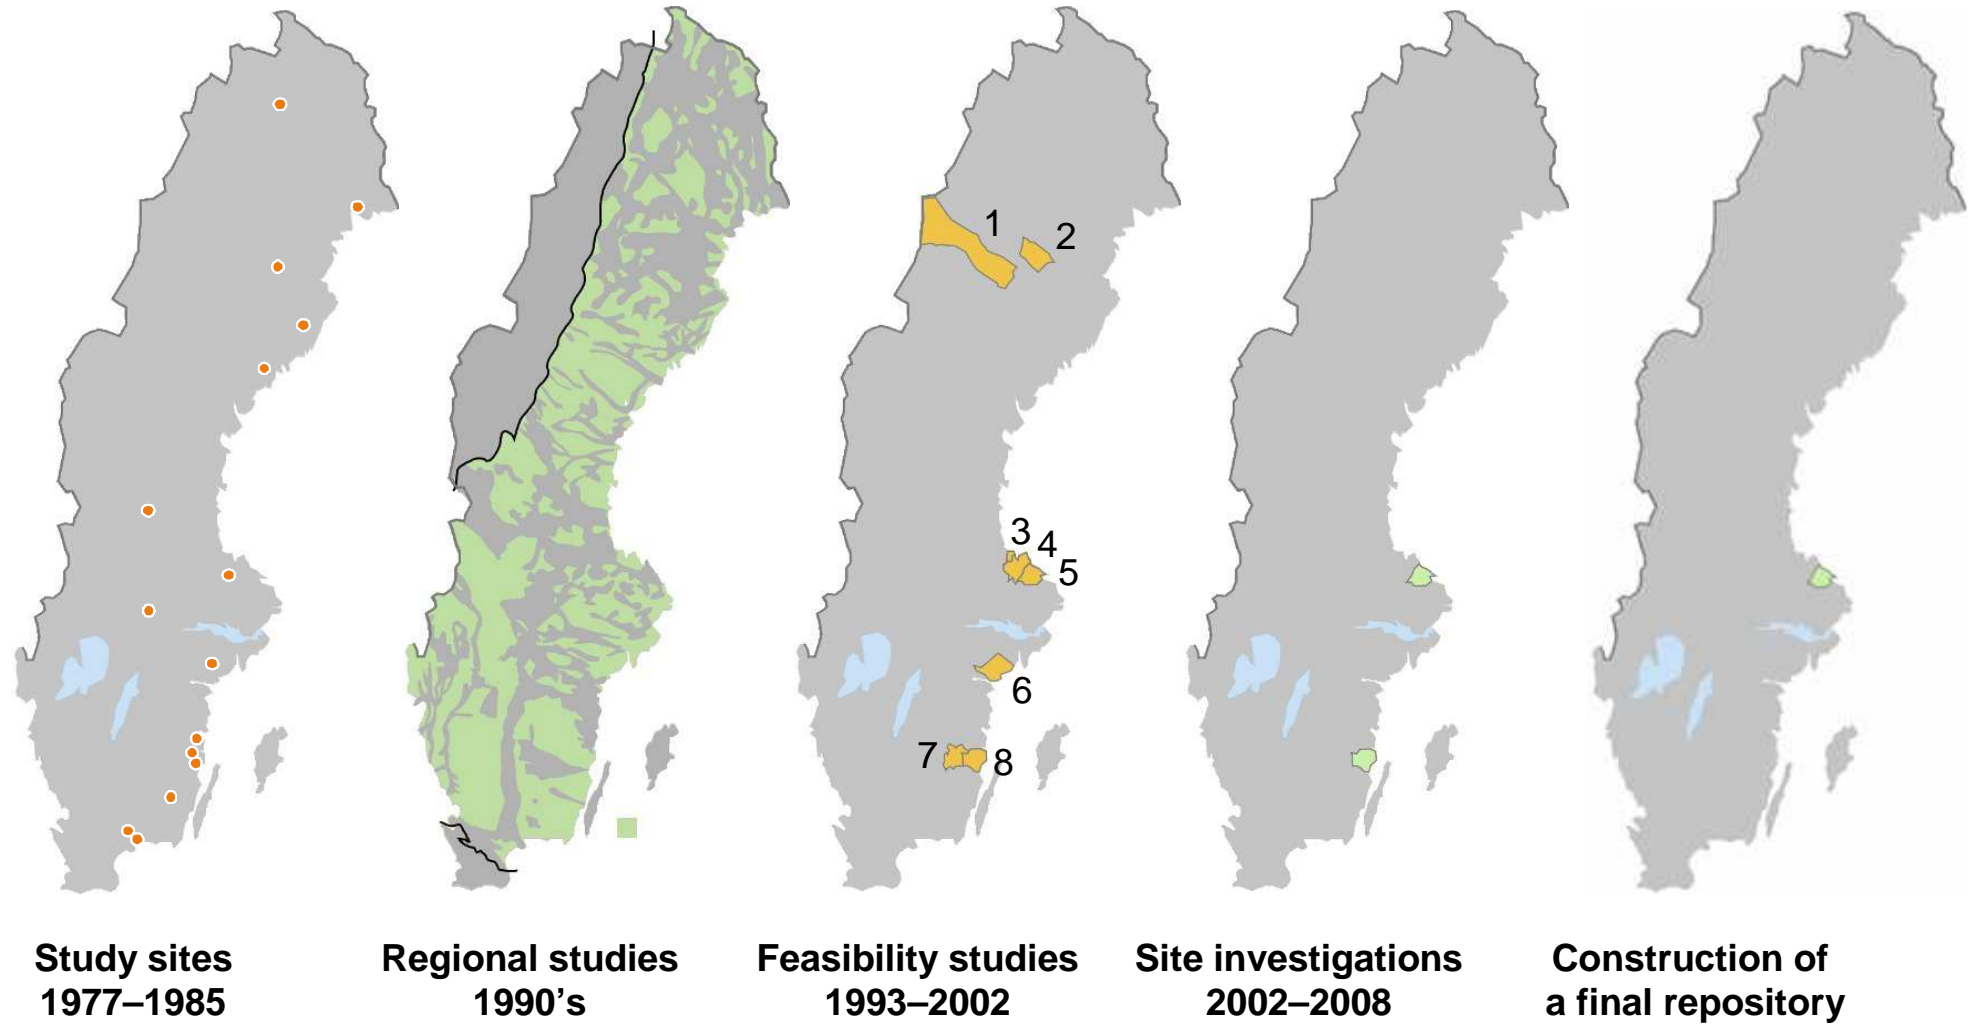 1
2
3
4
5
6
7
8
Study sites
1977–1985
Regional studies
1990’s
Feasibility studies
1993–2002
Site investigations
2002–2008
Construction of
a final repository